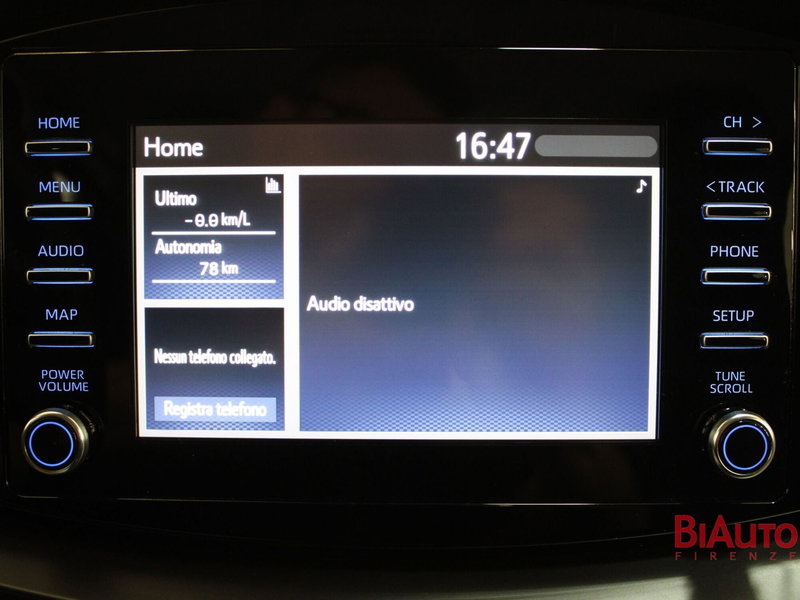 HOME
MENU
AUDIO
MAP
POWER
VOLUME
Home 16:47
Ultimo
-0.0 km/L
Autonomia
78 km
Nessun telefono collegato.
Registra telefono
Audio disattivo
CH >
< TRACK
PHONE
SETUP
TUNE
SCROLL
BIAUTO
FIRENZE